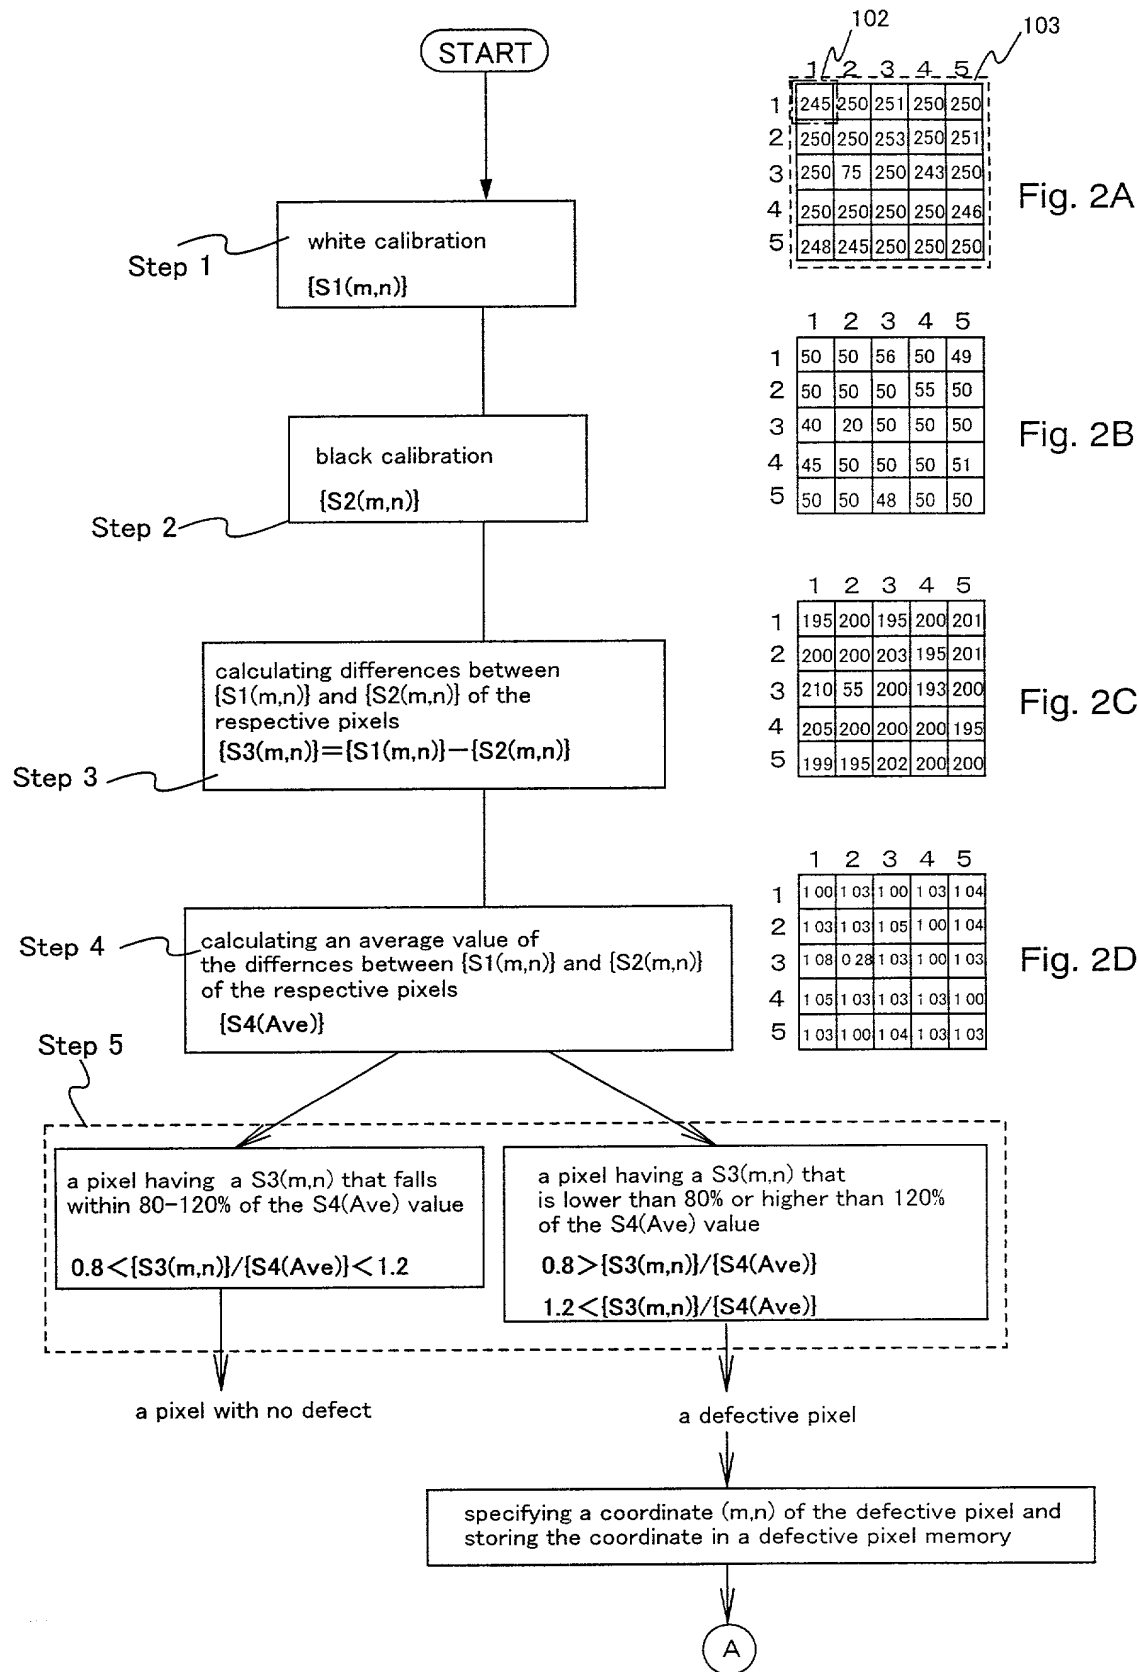 START
Step 1
white calibration
{S1(m,n)}
Step 2
black calibration
{S2(m,n)}
Step 3
calculating differences between
{S1(m,n)} and {S2(m,n)} of the
respective pixels
{S3(m,n)}={S1(m,n)}−{S2(m,n)}
Step 4
calculating an average value of
the differnces between {S1(m,n)} and {S2(m,n)}
of the respective pixels
{S4(Ave)}
Step 5
a pixel having a S3(m,n) that falls
within 80-120% of the S4(Ave) value
0.8<{S3(m,n)}/{S4(Ave)}<1.2
a pixel having a S3(m,n) that
is lower than 80% or higher than 120%
of the S4(Ave) value
0.8>{S3(m,n)}/{S4(Ave)}
1.2<{S3(m,n)}/{S4(Ave)}
a pixel with no defect
a defective pixel
specifying a coordinate (m,n) of the defective pixel and
storing the coordinate in a defective pixel memory
A
102
103
1 2 3 4 5
1 245 250 251 250 250
2 250 250 253 250 251
3 250 75 250 243 250
4 250 250 250 250 246
5 248 245 250 250 250
Fig. 2A
1 2 3 4 5
1 50 50 56 50 49
2 50 50 50 55 50
3 40 20 50 50 50
4 45 50 50 50 51
5 50 50 48 50 50
Fig. 2B
1 2 3 4 5
1 195 200 195 200 201
2 200 200 203 195 201
3 210 55 200 193 200
4 205 200 200 200 195
5 199 195 202 200 200
Fig. 2C
1 2 3 4 5
1 1 00 1 03 1 00 1 03 1 04
2 1 03 1 03 1 05 1 00 1 04
3 1 08 0 28 1 03 1 00 1 03
4 1 05 1 03 1 03 1 03 1 00
5 1 03 1 00 1 04 1 03 1 03
Fig. 2D